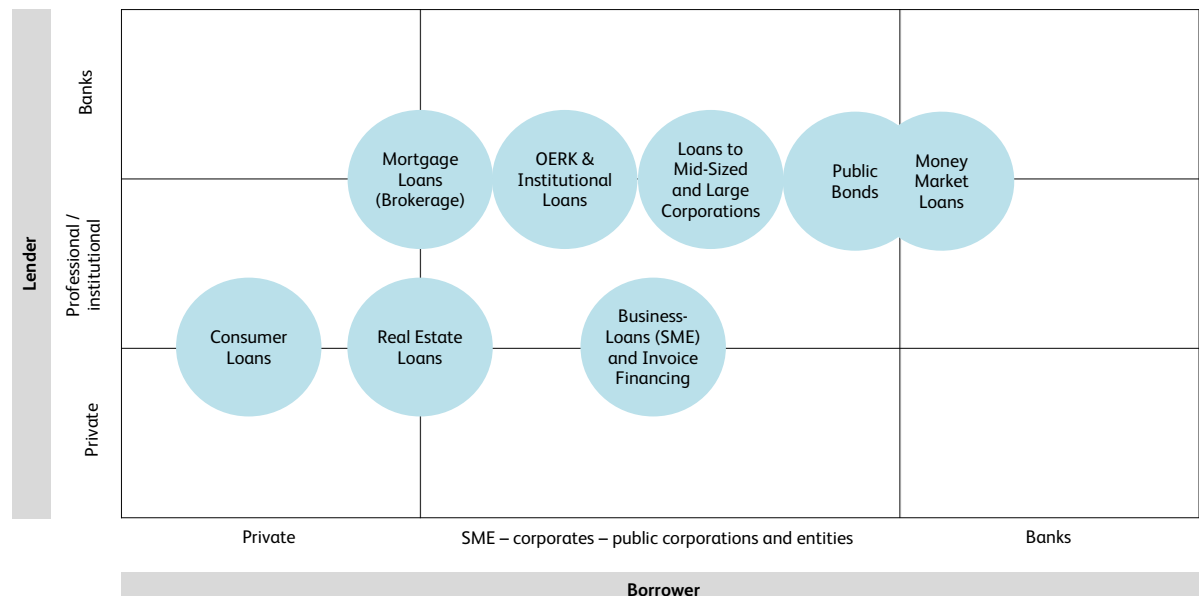 Lender
Banks
Professional /
institutional
Private
Mortgage
Loans
(Brokerage)
OERK &
Institutional
Loans
Loans to
Mid-Sized
and Large
Corporations
Public
Bonds
Money
Market
Loans
Consumer
Loans
Real Estate
Loans
Business-
Loans (SME)
and Invoice
Financing
Private
SME – corporates – public corporations and entities
Banks
Borrower